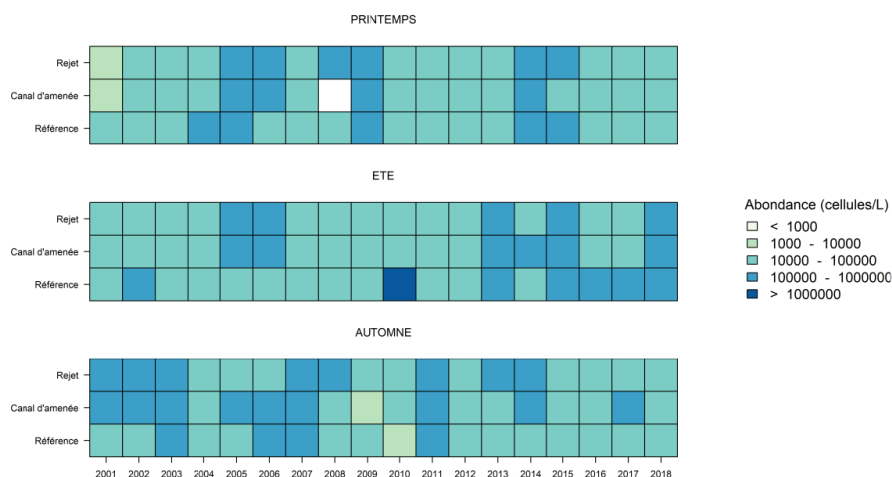 PRINTEMPS
Rejet
Canal d'amenée
Référence
ETE
Rejet
Canal d'amenée
Référence
Abondance (cellules/L)
< 1000
1000 - 10000
10000 - 100000
100000 - 1000000
> 1000000
AUTOMNE
Rejet
Canal d'amenée
Référence
2001 2002 2003 2004 2005 2006 2007 2008 2009 2010 2011 2012 2013 2014 2015 2016 2017 2018